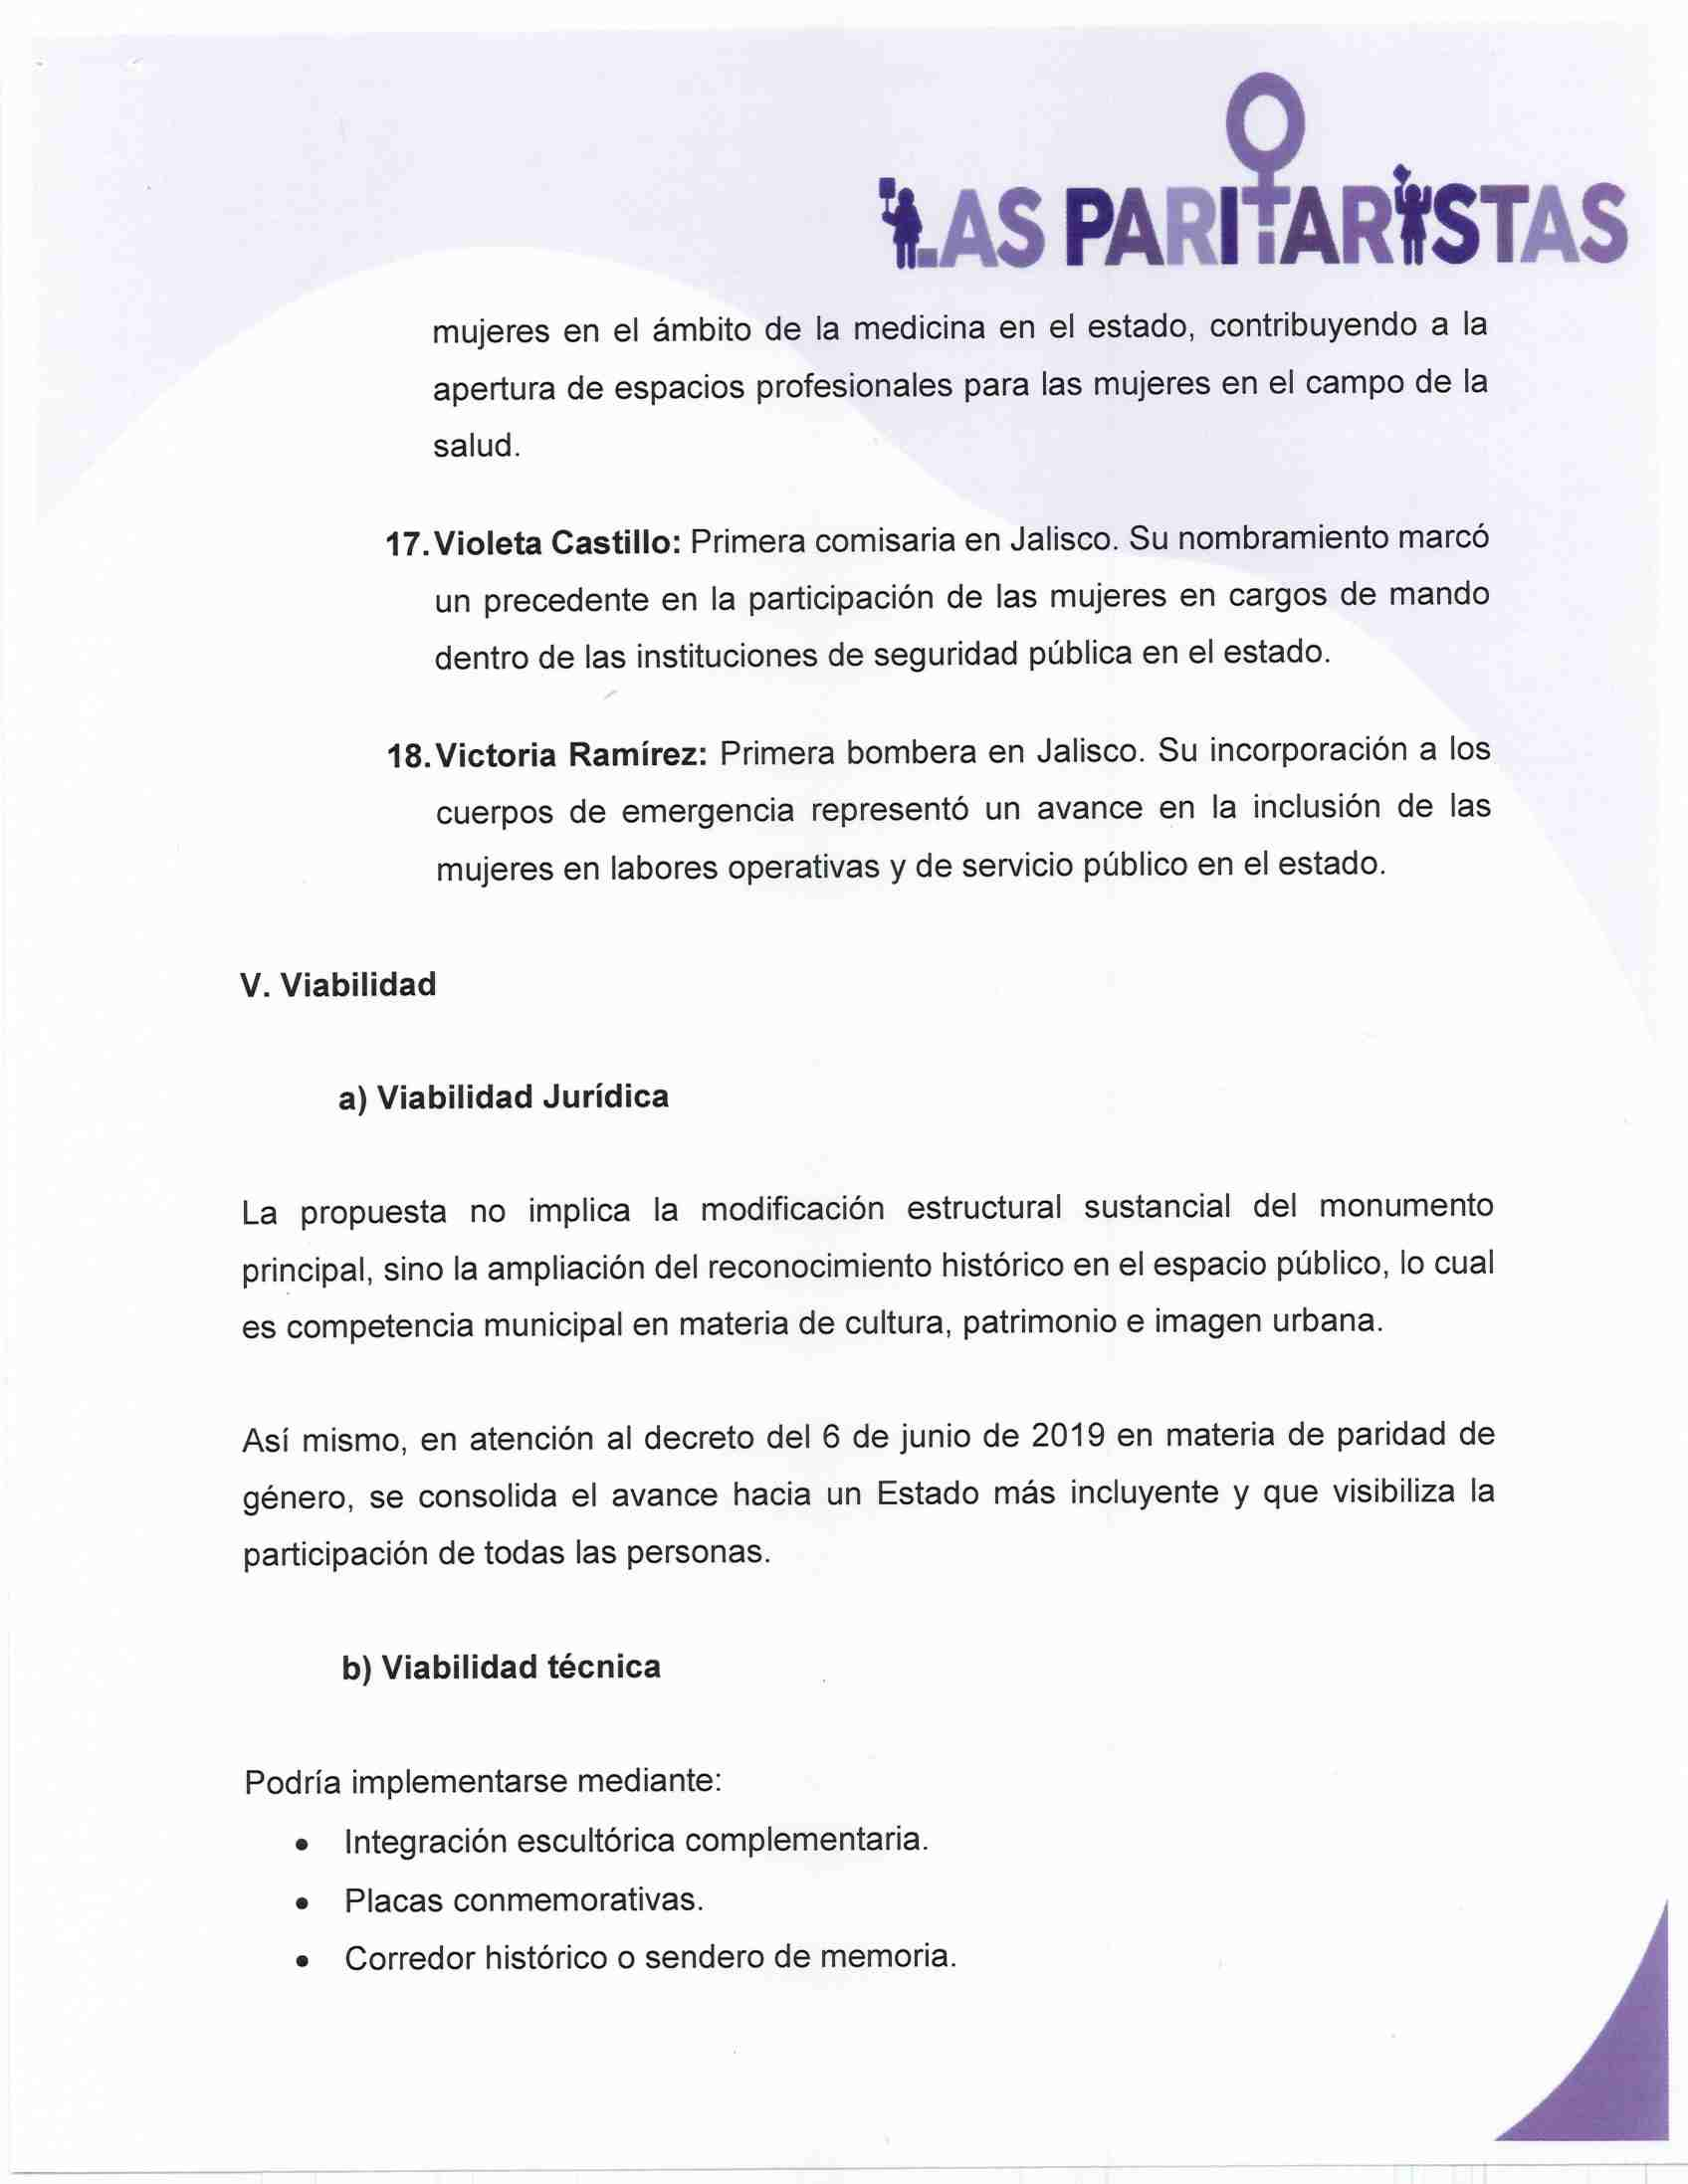 LAS PARITARISTAS
mujeres en el ámbito de la medicina en el estado, contribuyendo a la
apertura de espacios profesionales para las mujeres en el campo de la
salud.
17. Violeta Castillo: Primera comisaria en Jalisco. Su nombramiento marcó
un precedente en la participación de las mujeres en cargos de mando
dentro de las instituciones de seguridad pública en el estado.
18. Victoria Ramírez: Primera bombera en Jalisco. Su incorporación a los
cuerpos de emergencia representó un avance en la inclusión de las
mujeres en labores operativas y de servicio público en el estado.
V. Viabilidad
a) Viabilidad Jurídica
La propuesta no implica la modificación estructural sustancial del monumento
principal, sino la ampliación del reconocimiento histórico en el espacio público, lo cual
es competencia municipal en materia de cultura, patrimonio e imagen urbana.
Así mismo, en atención al decreto del 6 de junio de 2019 en materia de paridad de
género, se consolida el avance hacia un Estado más incluyente y que visibiliza la
participación de todas las personas.
b) Viabilidad técnica
Podría implementarse mediante:
• Integración escultórica complementaria.
• Placas conmemorativas.
• Corredor histórico o sendero de memoria.